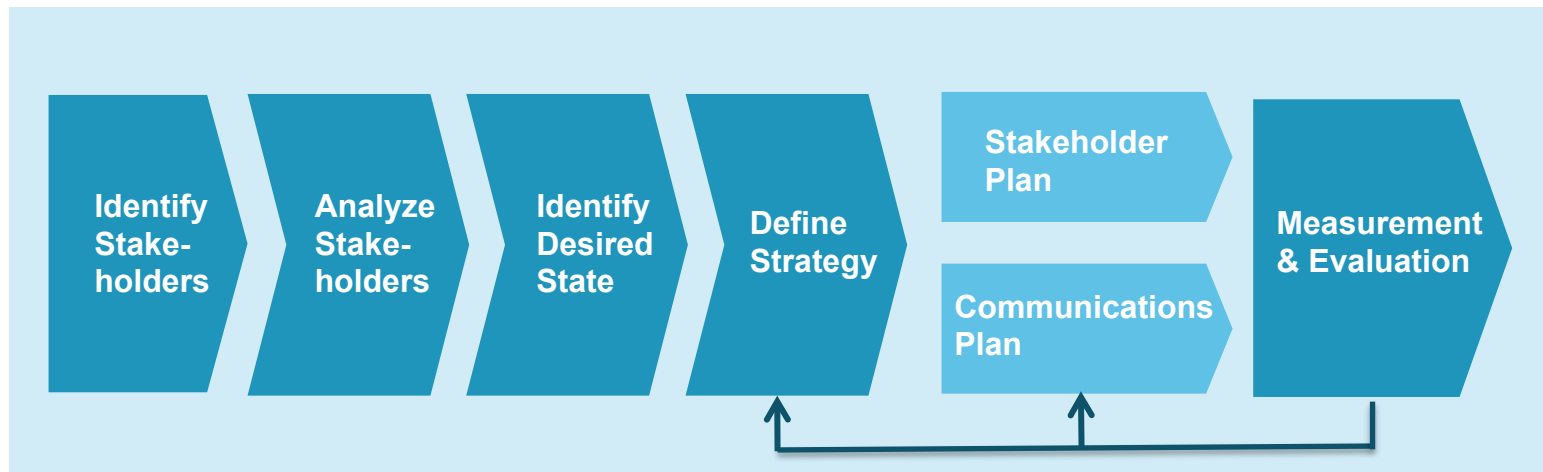 Identify
Stake-
holders
Analyze
Stake-
holders
Identify
Desired
State
Define
Strategy
Stakeholder
Plan
Communications
Plan
Measurement
& Evaluation